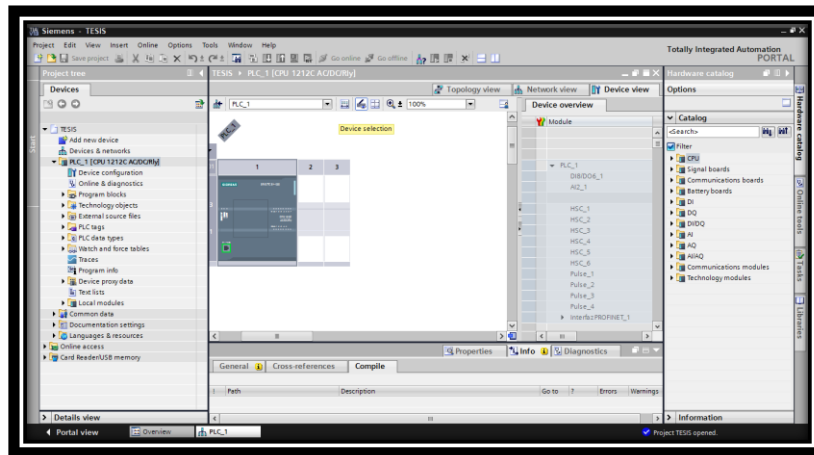 Siemens - TESIS
Project Edit View Insert Online Options Tools Window Help
Save project Go online Go offline
Totally Integrated Automation
PORTAL
Project tree
TESIS PLC_1 [CPU 1212C AC/DC/Rly]
Hardware catalog
Devices
Topology view Network view Device view
Options
PLC_1
100%
Device overview
Module
Catalog
<Search>
Filter
CPU
Signal boards
Communications boards
Battery boards
DI
DQ
DI/DQ
AI
AQ
AI/AQ
Communications modules
Technology modules
TESIS
Add new device
Devices & networks
PLC_1 [CPU 1212C AC/DC/Rly]
Device configuration
Online & diagnostics
Program blocks
Technology objects
External source files
PLC tags
PLC data types
Watch and force tables
Traces
Program info
Device proxy data
Text lists
Local modules
Common data
Documentation settings
Languages & resources
Online access
Card Reader/USB memory
PLC_1
Device selection
1 2 3
SIEMENS
PLC_1
DI8/DO6_1
AI2_1
HSC_1
HSC_2
HSC_3
HSC_4
HSC_5
HSC_6
Pulse_1
Pulse_2
Pulse_3
Pulse_4
Interfaz PROFINET_1
Start
Hardware catalog
Online tools
Tasks
Libraries
Properties Info Diagnostics
General Cross-references Compile
! Path Description Go to ? Errors Warnings
Details view
Information
Portal view Overview PLC_1
Project TESIS opened.